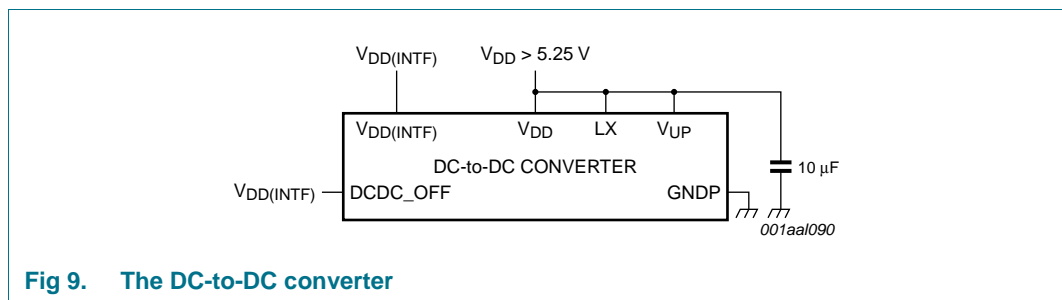 VDD(INTF) VDD > 5.25 V
VDD(INTF) VDD LX VUP
DC-to-DC CONVERTER
10 μF
VDD(INTF) DCDC_OFF GNDP
001aal090
Fig 9. The DC-to-DC converter